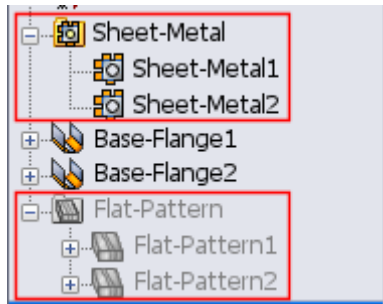 Sheet-Metal
Sheet-Metal1
Sheet-Metal2
Base-Flange1
Base-Flange2
Flat-Pattern
Flat-Pattern1
Flat-Pattern2